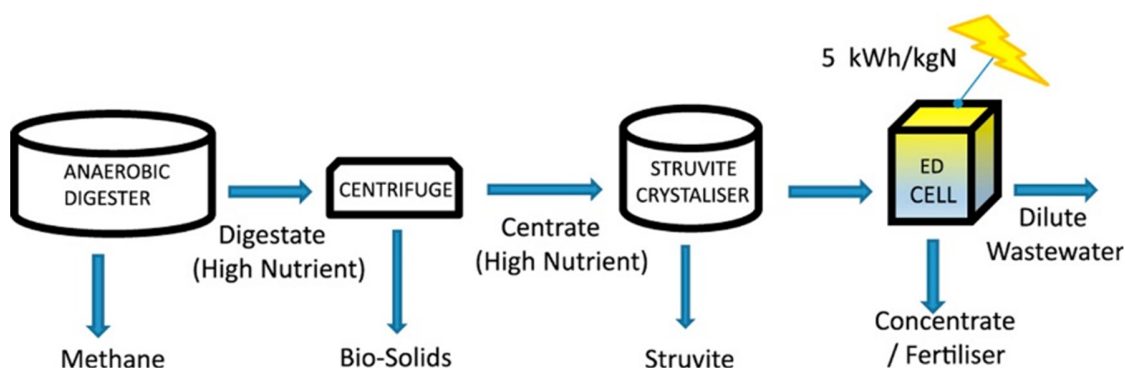 5 kWh/kgN
ANAEROBIC
DIGESTER
CENTRIFUGE
STRUVITE
CRYSTALISER
ED
CELL
Digestate
(High Nutrient)
Centrate
(High Nutrient)
Dilute
Wastewater
Methane
Bio-Solids
Struvite
Concentrate
/ Fertiliser